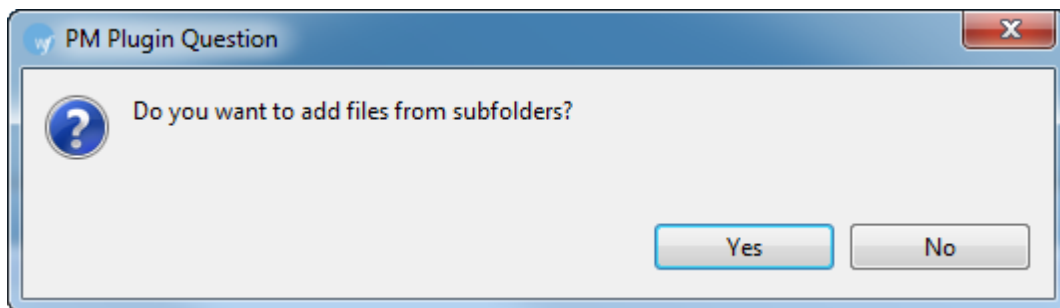 PM Plugin Question
Do you want to add files from subfolders?
Yes
No